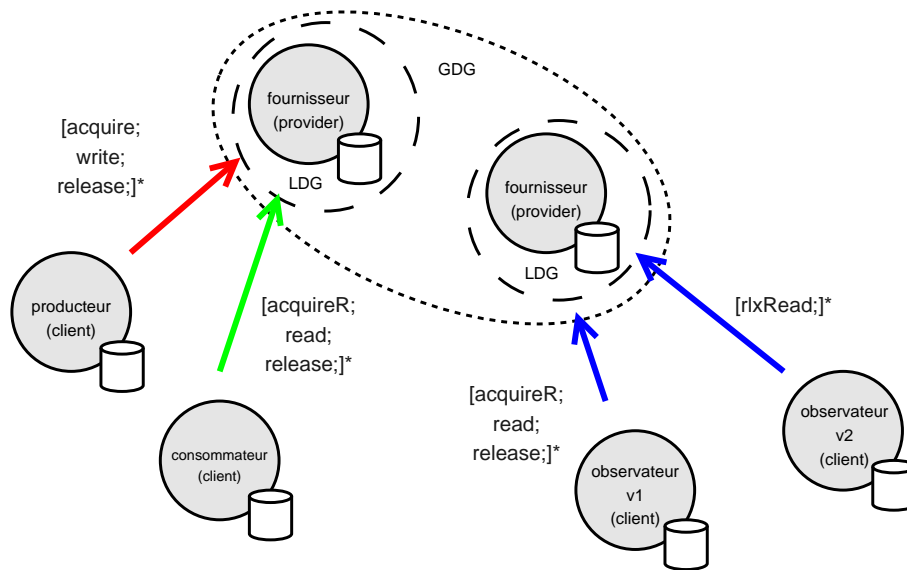 GDG
fournisseur
(provider)
LDG
[acquire;
write;
release;]*
fournisseur
(provider)
LDG
producteur
(client)
[acquireR;
read;
release;]*
[rlxRead;]*
consommateur
(client)
[acquireR;
read;
release;]*
observateur
v1
(client)
observateur
v2
(client)